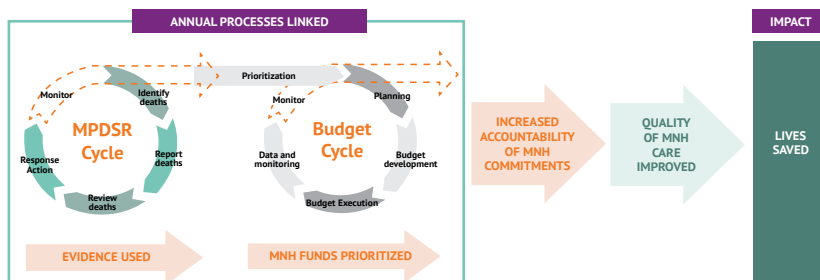 ANNUAL PROCESSES LINKED
IMPACT
Monitor
Identify
deaths
MPDSR
Cycle
Report
deaths
Review
deaths
Response
Action
Prioritization
Monitor
Planning
Budget
Cycle
Budget
development
Budget Execution
Data and
monitoring
EVIDENCE USED
MNH FUNDS PRIORITIZED
INCREASED
ACCOUNTABILITY
OF MNH
COMMITMENTS
QUALITY
OF MNH
CARE
IMPROVED
LIVES
SAVED